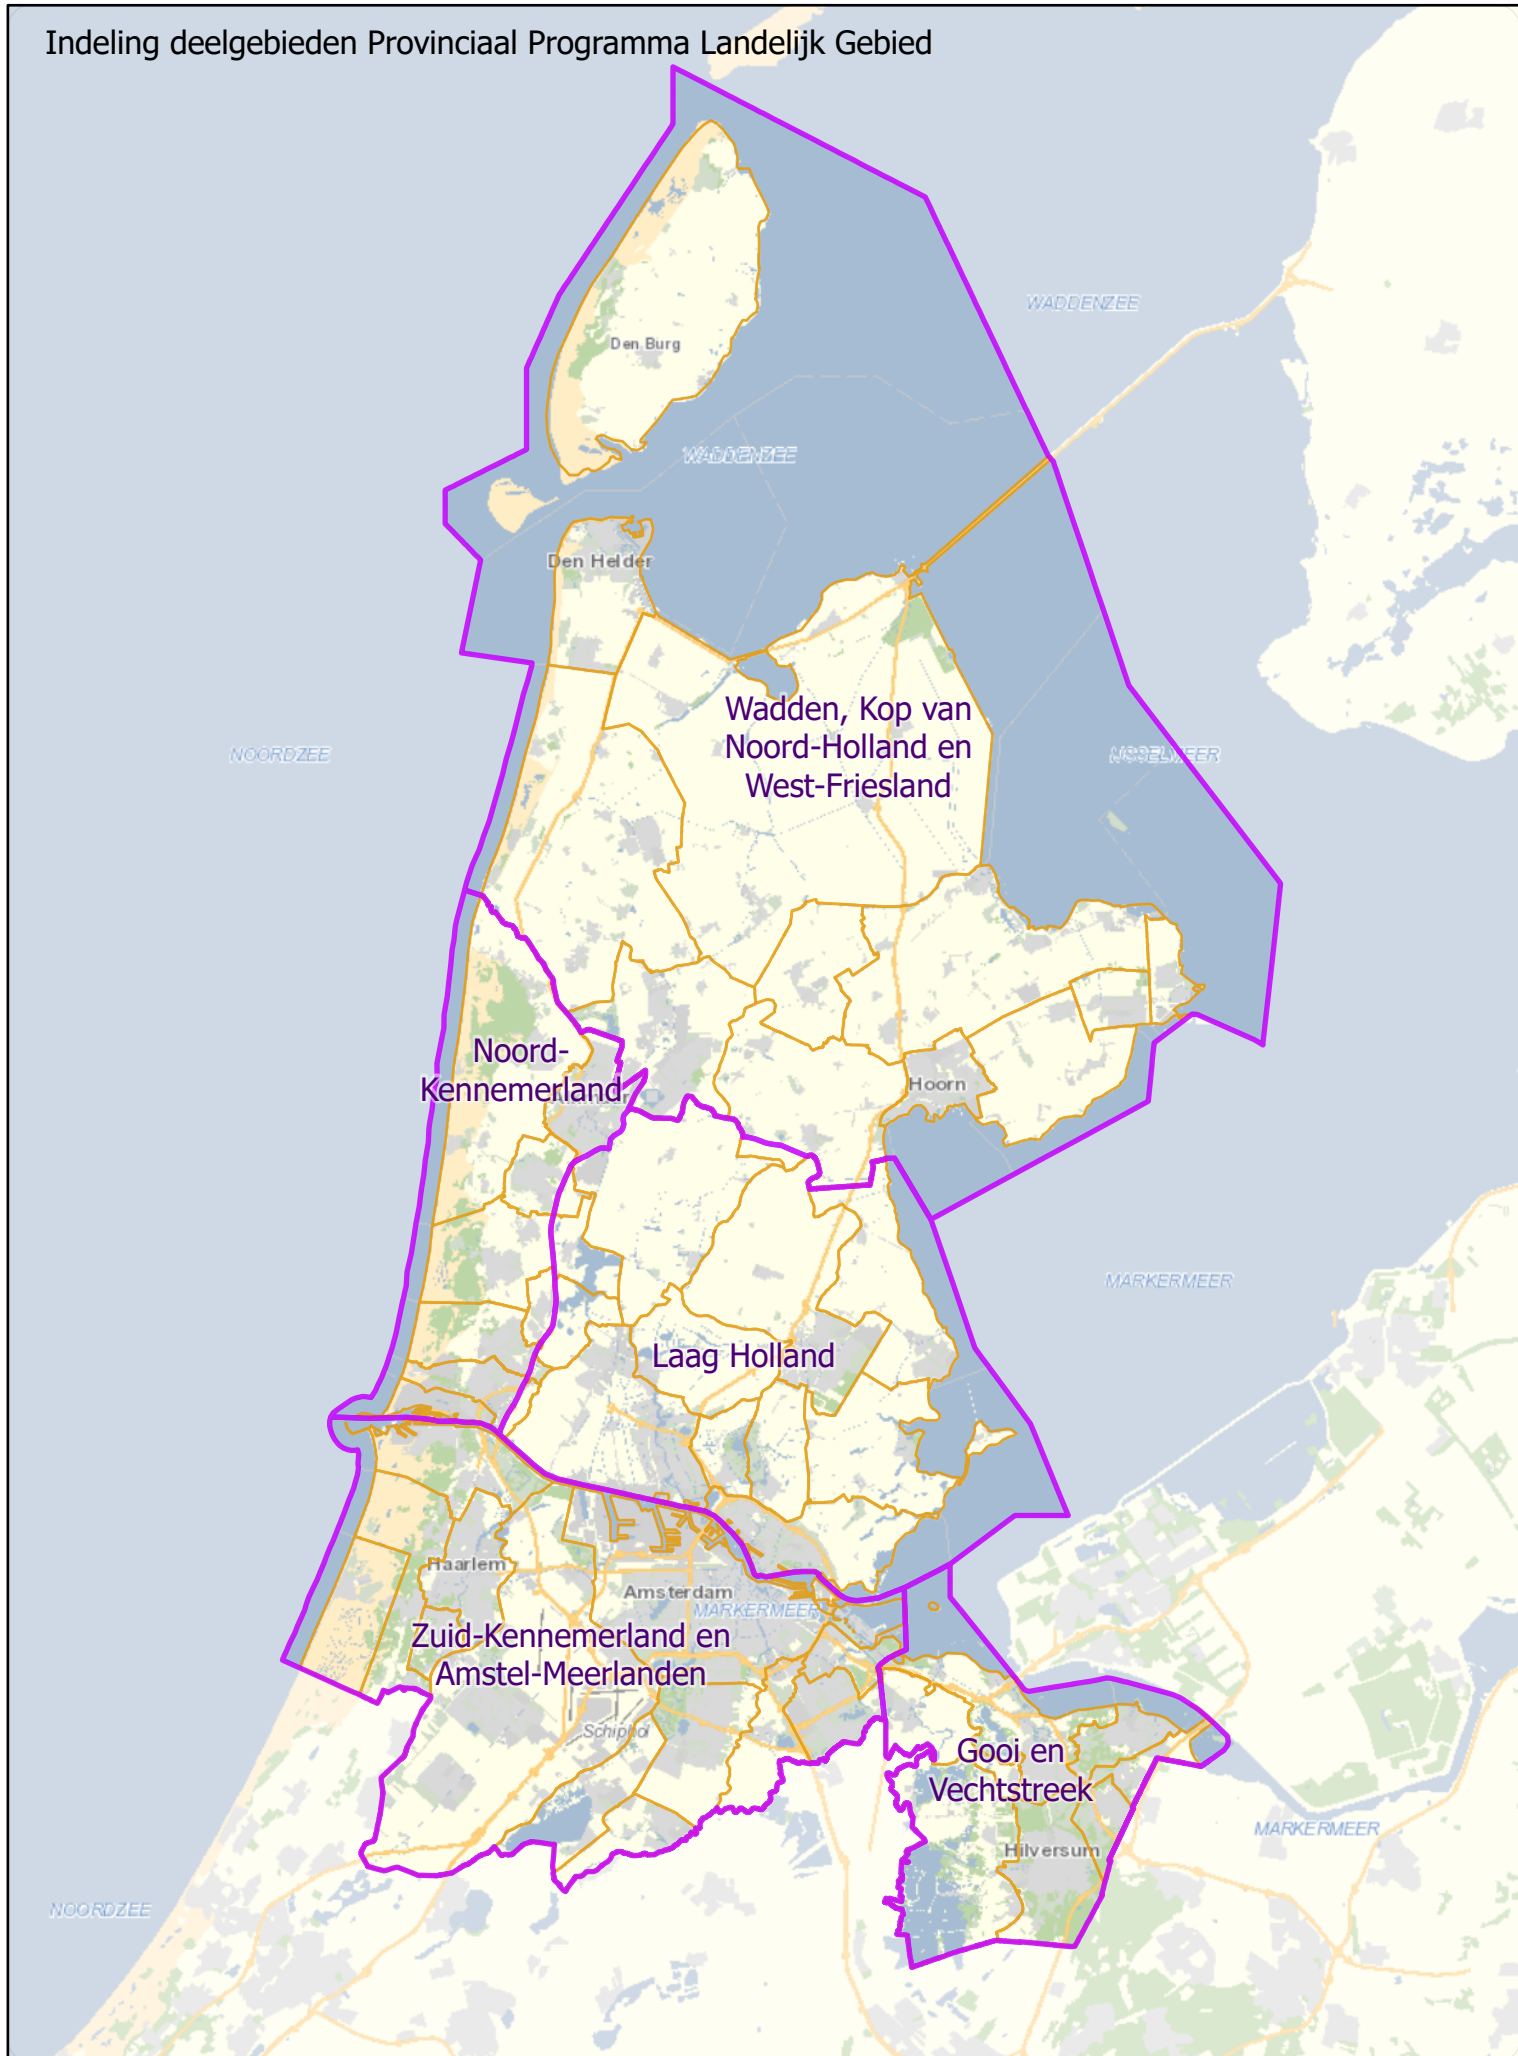 Indeling deelgebieden Provinciaal Programma Landelijk Gebied
WADDENZEE
Den Burg
WADDENZEE
Den Helder
Wadden, Kop van
Noord-Holland en
West-Friesland
NOORDZEE
IJSSELMEER
Noord-
Kennemerland
Hoorn
MARKERMEER
Laag Holland
Haarlem
Amsterdam
MARKERMEER
Zuid-Kennemerland en
Amstel-Meerlanden
Schiphol
Gooi en
Vechtstreek
MARKERMEER
Hilversum
NOORDZEE